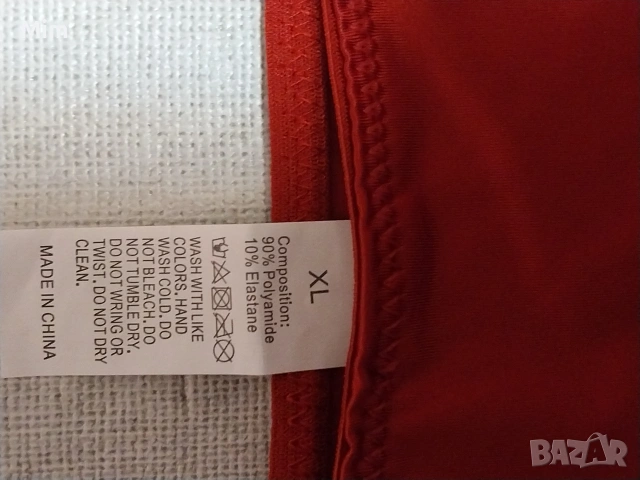 XL
Composition:
90% Polyamide
10% Elastane
WASH WITH LIKE
COLORS. HAND
WASH COLD. DO
NOT BLEACH. DO
NOT TUMBLE DRY.
DO NOT WRING OR
TWIST. DO NOT DRY
CLEAN.
MADE IN CHINA
BAZAR